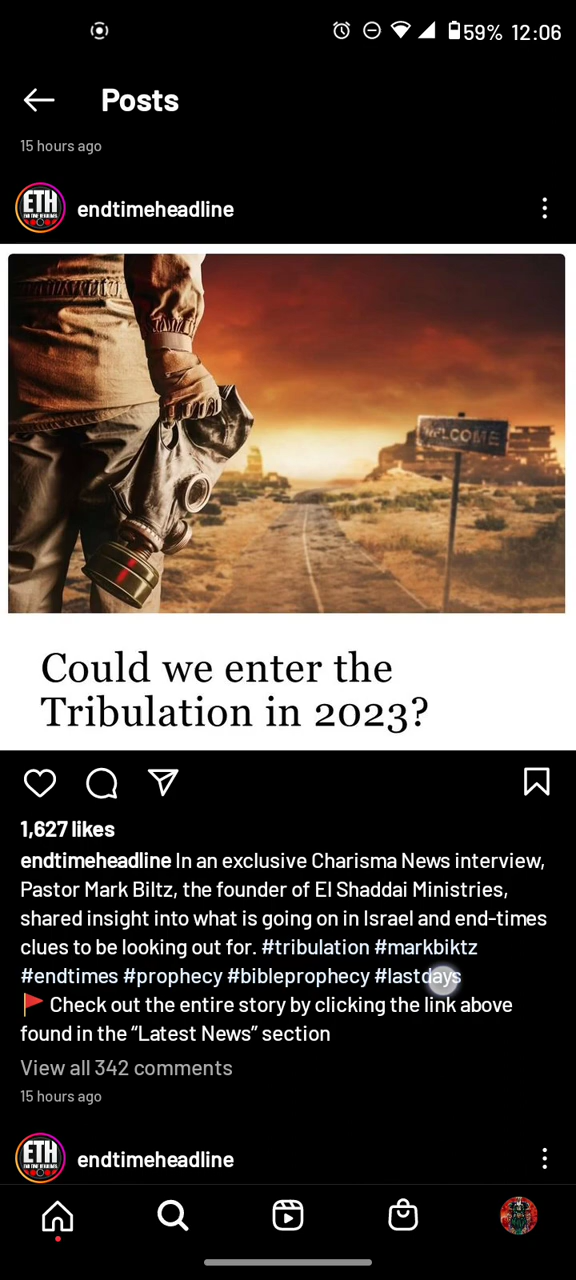 59% 12:06
Posts
15 hours ago
ETH
endtimeheadline
WELCOME
Could we enter the
Tribulation in 2023?
1,627 likes
endtimeheadline In an exclusive Charisma News interview,
Pastor Mark Biltz, the founder of El Shaddai Ministries,
shared insight into what is going on in Israel and end-times
clues to be looking out for. #tribulation #markbiktz
#endtimes #prophecy #bibleprophecy #lastdays
🚩 Check out the entire story by clicking the link above
found in the “Latest News” section
View all 342 comments
15 hours ago
ETH
endtimeheadline